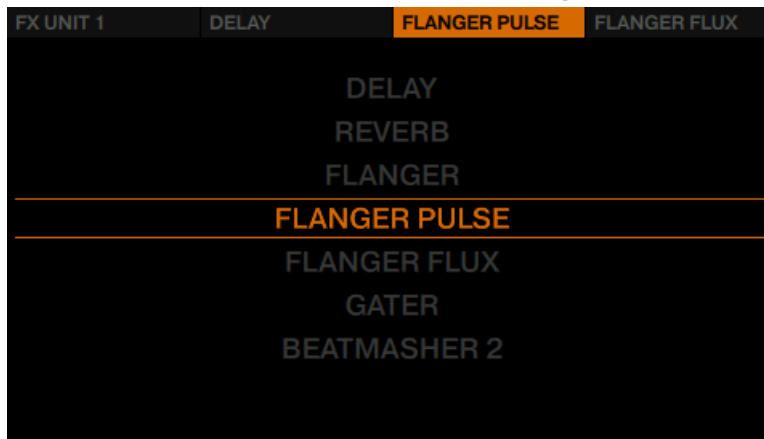 FX UNIT 1 DELAY FLANGER PULSE FLANGER FLUX
DELAY
REVERB
FLANGER
FLANGER PULSE
FLANGER FLUX
GATER
BEATMASHER 2